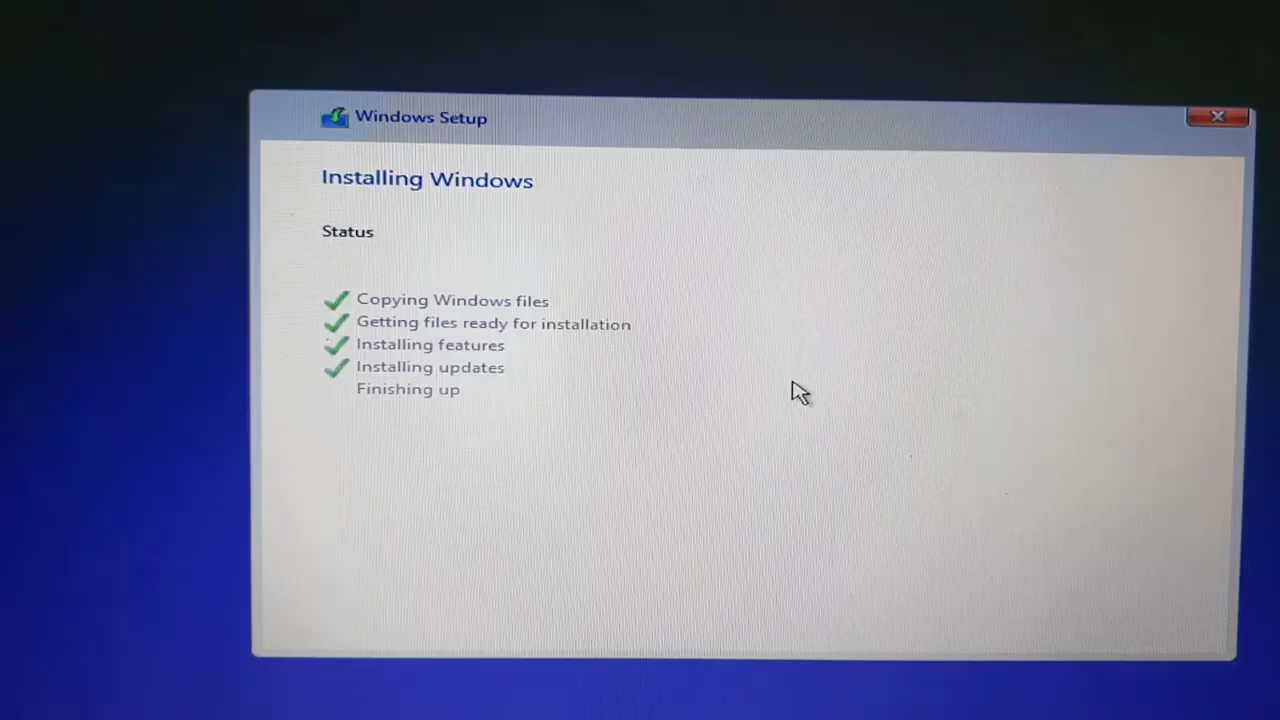 Windows Setup
Installing Windows
Status
Copying Windows files
Getting files ready for installation
Installing features
Installing updates
Finishing up